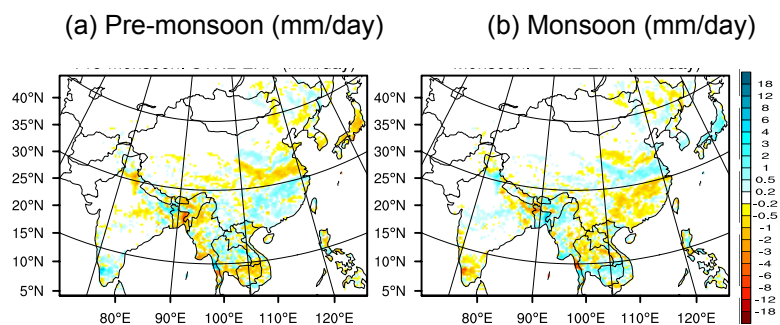 (a) Pre-monsoon (mm/day) (b) Monsoon (mm/day)
40°N 40°N
35°N 35°N
30°N 30°N
25°N 25°N
20°N 20°N
15°N 15°N
10°N 10°N
5°N 5°N
80°E 90°E 100°E 110°E 120°E 80°E 90°E 100°E 110°E 120°E
18
12
8
6
4
2
1
0.5
0.2
-0.2
-0.5
-1
-2
-3
-4
-6
-8
-12
-18